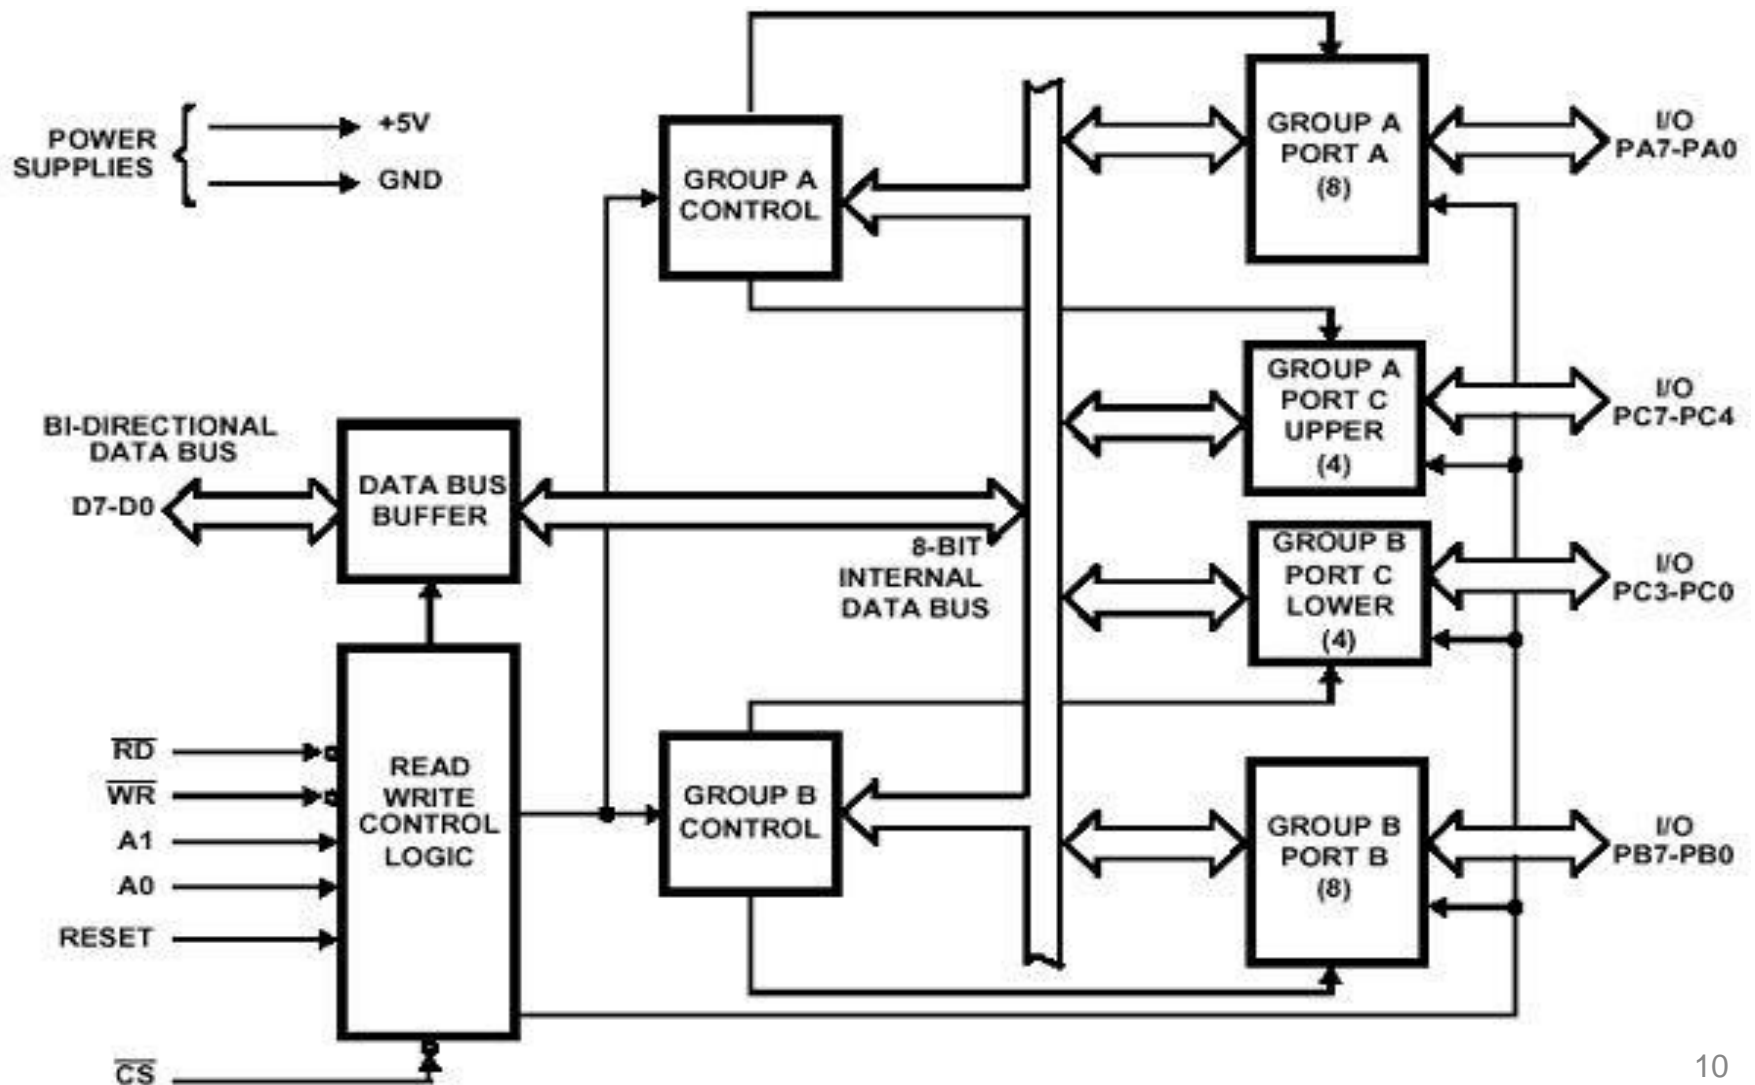 POWER
SUPPLIES
+5V
GND
GROUP A
CONTROL
GROUP A
PORT A
(8)
I/O
PA7-PA0
GROUP A
PORT C
UPPER
(4)
I/O
PC7-PC4
BI-DIRECTIONAL
DATA BUS
D7-D0
DATA BUS
BUFFER
8-BIT
INTERNAL
DATA BUS
GROUP B
PORT C
LOWER
(4)
I/O
PC3-PC0
RD
WR
A1
A0
RESET
CS
READ
WRITE
CONTROL
LOGIC
GROUP B
CONTROL
GROUP B
PORT B
(8)
I/O
PB7-PB0
10